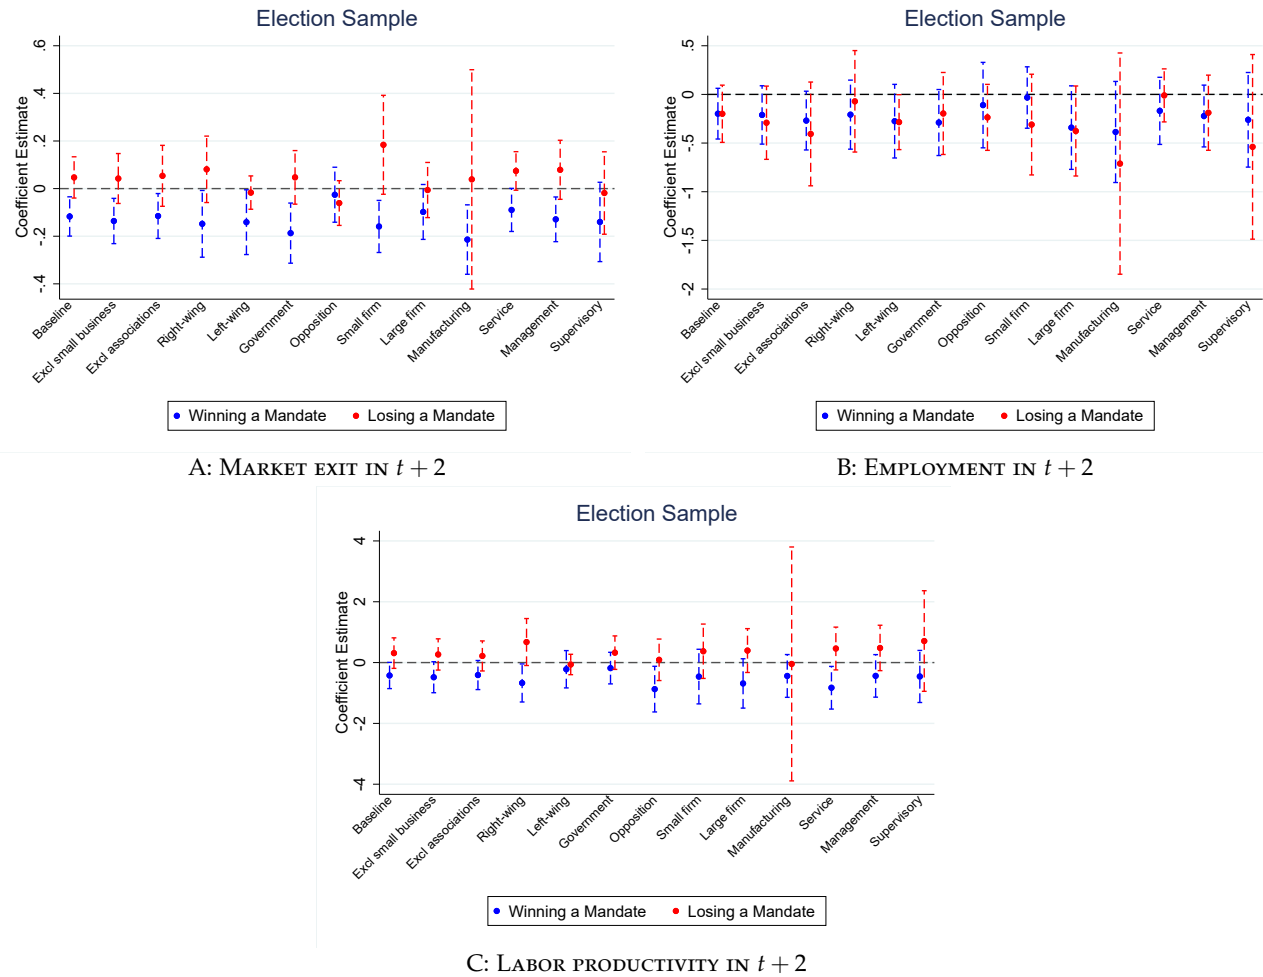 Election Sample
Coefficient Estimate
.6
.4
.2
0
-.2
-.4
Baseline
Excl small business
Excl associations
Right-wing
Left-wing
Government
Opposition
Small firm
Large firm
Manufacturing
Service
Management
Supervisory
Winning a Mandate
Losing a Mandate
A: Market exit in t + 2
Election Sample
Coefficient Estimate
.5
0
-.5
-1
-1.5
-2
Baseline
Excl small business
Excl associations
Right-wing
Left-wing
Government
Opposition
Small firm
Large firm
Manufacturing
Service
Management
Supervisory
Winning a Mandate
Losing a Mandate
B: Employment in t + 2
Election Sample
Coefficient Estimate
4
2
0
-2
-4
Baseline
Excl small business
Excl associations
Right-wing
Left-wing
Government
Opposition
Small firm
Large firm
Manufacturing
Service
Management
Supervisory
Winning a Mandate
Losing a Mandate
C: Labor productivity in t + 2